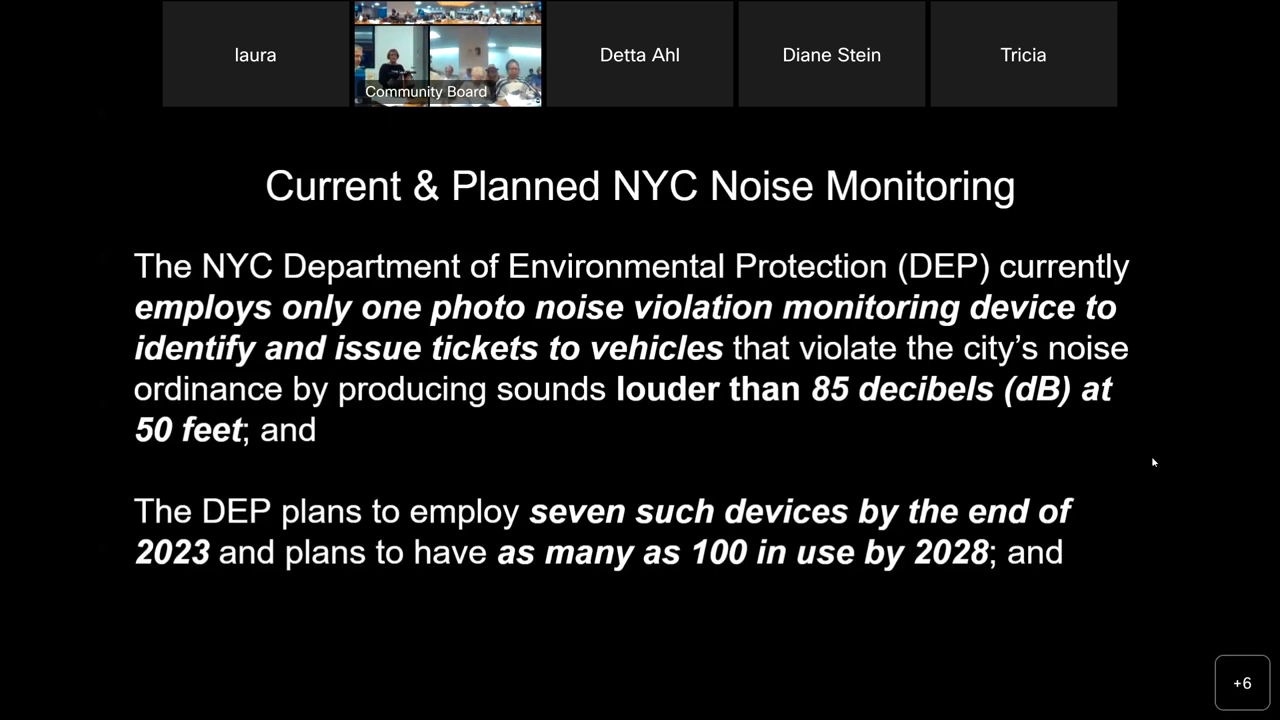 laura
Community Board
Detta Ahl
Diane Stein
Tricia
Current & Planned NYC Noise Monitoring
The NYC Department of Environmental Protection (DEP) currently
employs only one photo noise violation monitoring device to
identify and issue tickets to vehicles that violate the city’s noise
ordinance by producing sounds louder than 85 decibels (dB) at
50 feet; and
The DEP plans to employ seven such devices by the end of
2023 and plans to have as many as 100 in use by 2028; and
+6